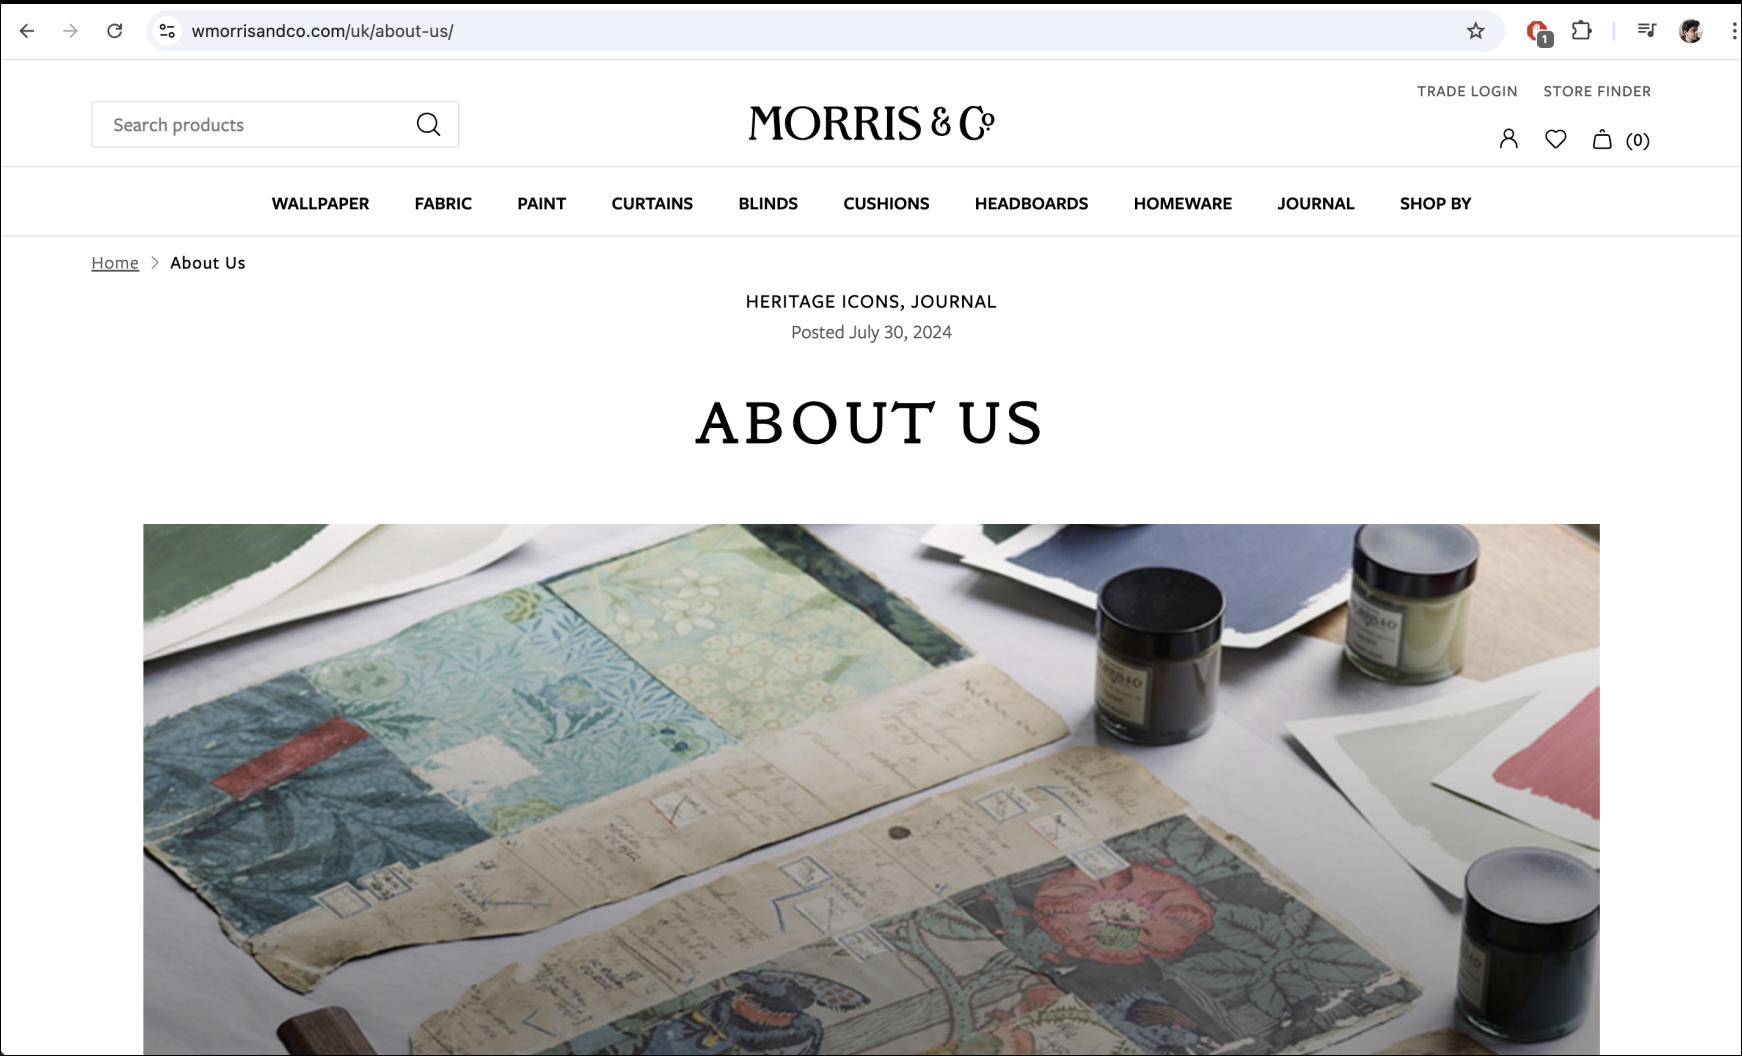 wmorrisandco.com/uk/about-us/
1
TRADE LOGIN STORE FINDER
Search products
MORRIS & Co
(0)
WALLPAPER FABRIC PAINT CURTAINS BLINDS CUSHIONS HEADBOARDS HOMEWARE JOURNAL SHOP BY
Home > About Us
HERITAGE ICONS, JOURNAL
Posted July 30, 2024
ABOUT US